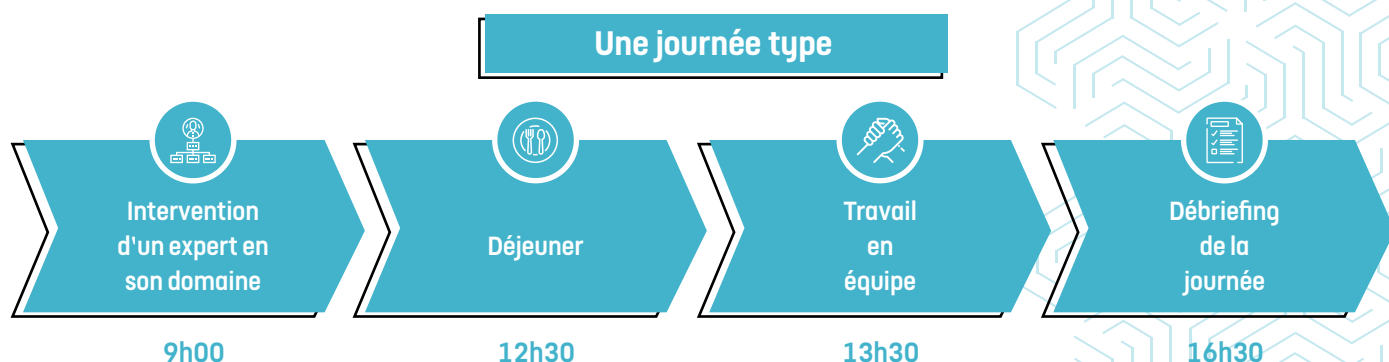 Une journée type
Intervention
d'un expert en
son domaine
Déjeuner
Travail
en
équipe
Débriefing
de la
journée
9h00
12h30
13h30
16h30